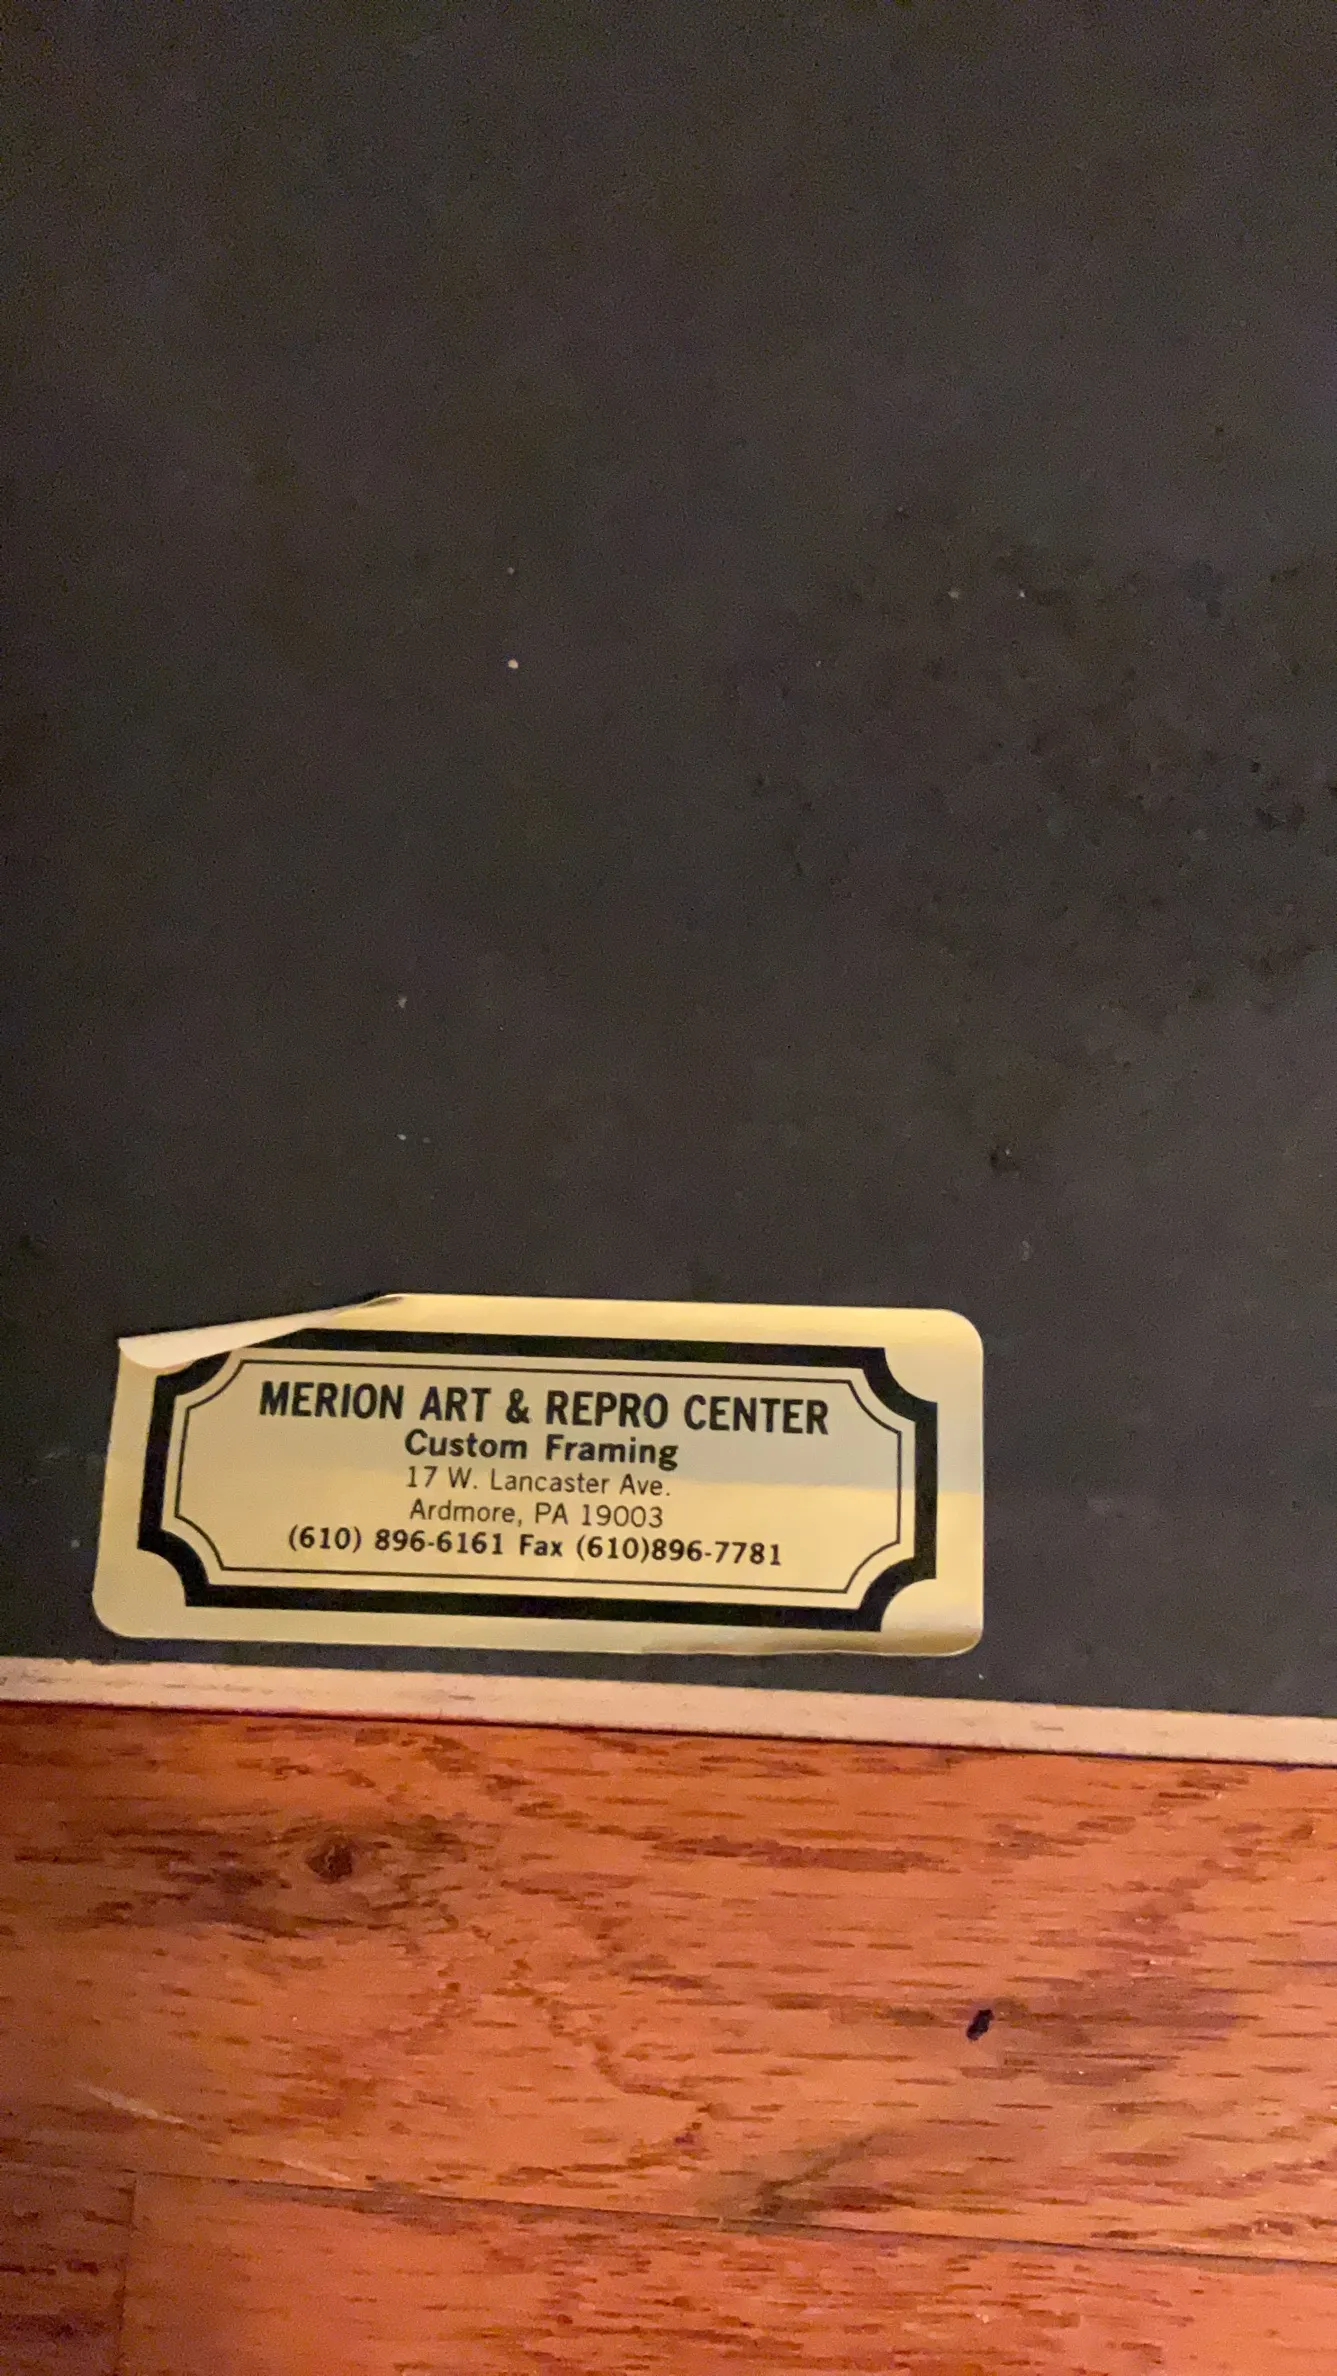 MERION ART & REPRO CENTER
Custom Framing
17 W. Lancaster Ave.
Ardmore, PA 19003
(610) 896-6161 Fax (610)896-7781